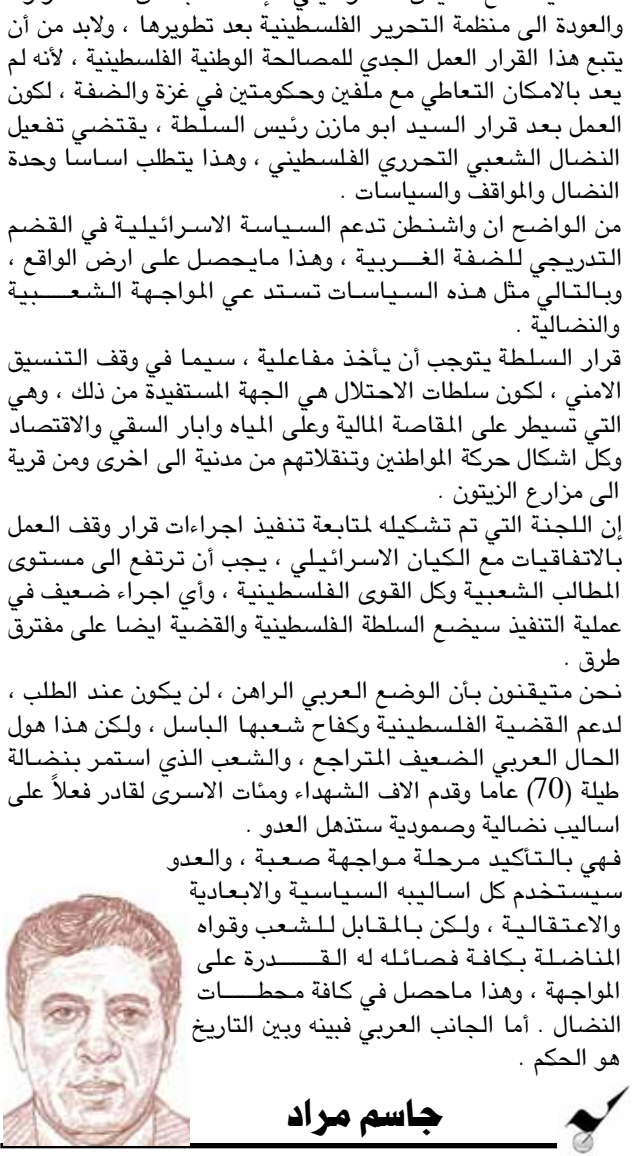 والعودة الى منظمة التحرير الفلسطينية بعد تطويرها ، ولابد من أن
يتبع هذا القرار العمل الجدي للمصالحة الوطنية الفلسطينية ، لأنه لم
يعد بالامكان التعاطي مع ملفين وحكومتين في غزة والضفة ، لكون
العمل بعد قرار السيد ابو مازن رئيس السلطة ، يقتضي تفعيل
النضال الشعبي التحرري الفلسطيني ، وهذا يتطلب اساسا وحدة
النضال والمواقف والسياسات .
من الواضح ان واشنطن تدعم السياسة الاسرائيلية في القضم
التدريجي للضفة الغــربية ، وهذا مايحصل على ارض الواقع ،
وبالتالي مثل هذه السياسات تستد عي المواجهة الشعــبية
والنضالية .
قرار السلطة يتوجب أن يأخذ مفاعلية ، سيما في وقف التنسيق
الامني ، لكون سلطات الاحتلال هي الجهة المستفيدة من ذلك ، وهي
التي تسيطر على المقاصة المالية وعلى المياه وابار السقي والاقتصاد
وكل اشكال حركة المواطنين وتنقلاتهم من مدنية الى اخرى ومن قرية
الى مزارع الزيتون .
إن اللجنة التي تم تشكيله لمتابعة تنفيذ اجراءات قرار وقف العمل
بالاتفاقيات مع الكيان الاسرائيلي ، يجب أن ترتفع الى مستوى
المطالب الشعبية وكل القوى الفلسطينية ، وأي اجراء ضعيف في
عملية التنفيذ سيضع السلطة الفلسطينية والقضية ايضا على مفترق
طرق .
نحن متيقنون بأن الوضع العربي الراهن ، لن يكون عند الطلب ،
لدعم القضية الفلسطينية وكفاح شعبها الباسل ، ولكن هذا هول
الحال العربي الضعيف المتراجع ، والشعب الذي استمر بنضالة
طيلة (70) عاما وقدم الاف الشهداء ومئات الاسرى لقادر فعلاً على
اساليب نضالية وصمودية ستذهل العدو .
فهي بالتأكيد مرحلة مواجهة صعبة ، والعدو
سيستخدم كل اساليبه السياسية والابعادية
والاعتقالية ، ولكن بالمقابل للشعب وقواه
المناضلة بكافة فصائله له القــدرة على
المواجهة ، وهذا ماحصل في كافة محطــات
النضال . أما الجانب العربي فبينه وبين التاريخ
هو الحكم .
جاسم مراد